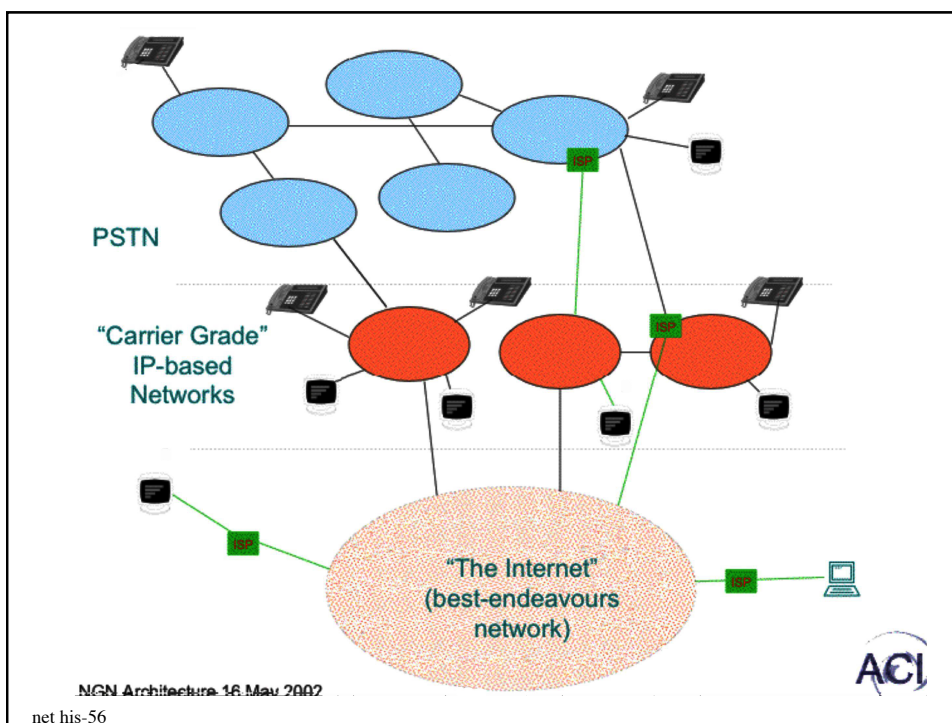 ISP
PSTN
“Carrier Grade”
IP-based
Networks
ISP
ISP
“The Internet”
(best-endeavours
network)
ISP
ACI
NGN Architecture 16 May 2002
net his-56